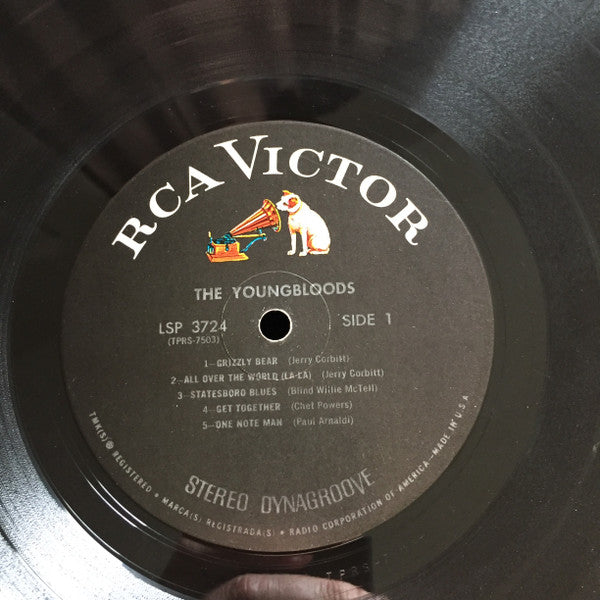 RCA VICTOR
THE YOUNGBLOODS
LSP 3724 SIDE 1
(TPRS-7503)
1—GRIZZLY BEAR (Jerry Corbitt)
2—ALL OVER THE WORLD (LA-LA) (Jerry Corbitt)
3—STATESBORO BLUES (Blind Willie McTell)
4—GET TOGETHER (Chet Powers)
5—ONE NOTE MAN (Paul Arnaldi)
STEREO DYNAGROOVE
TMK(S) ® REGISTERED • MARCA(S) REGISTRADA(S) • RADIO CORPORATION OF AMERICA—MADE IN U.S.A